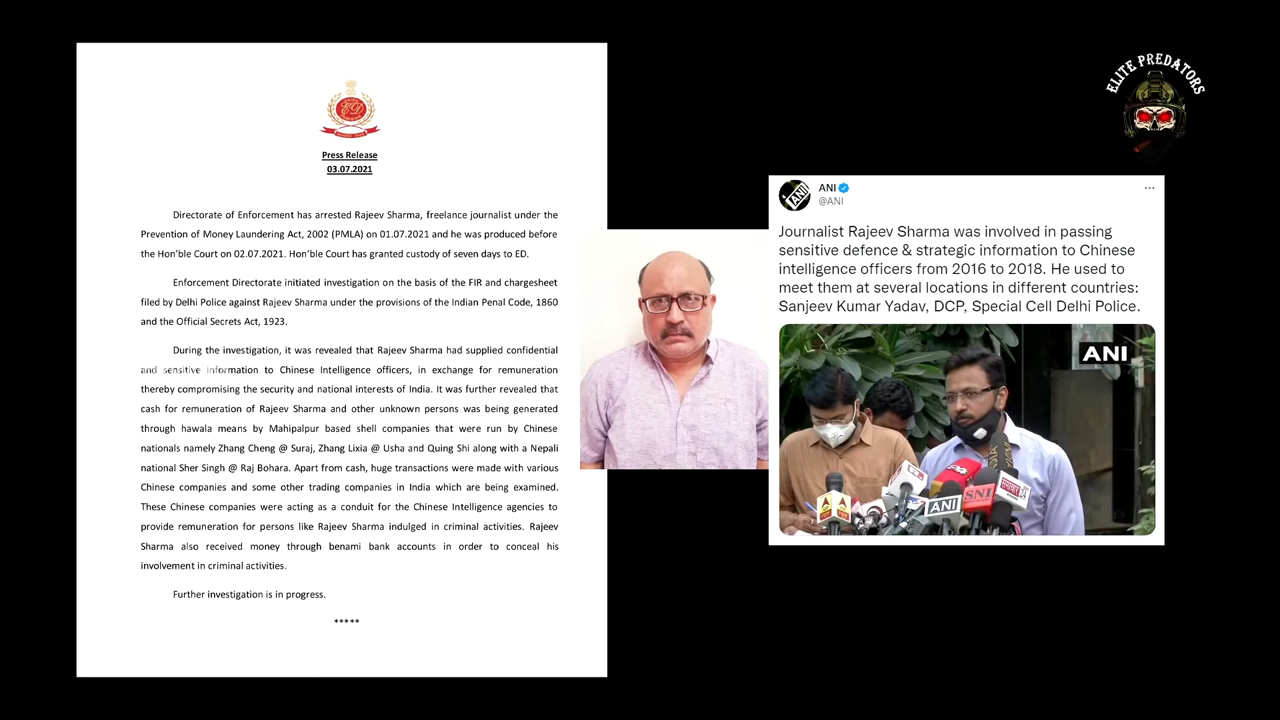 Press Release
03.07.2021
Directorate of Enforcement has arrested Rajeev Sharma, freelance journalist under the
Prevention of Money Laundering Act, 2002 (PMLA) on 01.07.2021 and he was produced before
the Hon'ble Court on 02.07.2021. Hon'ble Court has granted custody of seven days to ED.
Enforcement Directorate initiated investigation on the basis of the FIR and chargesheet
filed by Delhi Police against Rajeev Sharma under the provisions of the Indian Penal Code, 1860
and the Official Secrets Act, 1923.
During the investigation, it was revealed that Rajeev Sharma had supplied confidential
and sensitive information to Chinese Intelligence officers, in exchange for remuneration
thereby compromising the security and national interests of India. It was further revealed that
cash for remuneration of Rajeev Sharma and other unknown persons was being generated
through hawala means by Mahipalpur based shell companies that were run by Chinese
nationals namely Zhang Cheng @ Suraj, Zhang Lixia @ Usha and Quing Shi along with a Nepali
national Sher Singh @ Raj Bohara. Apart from cash, huge transactions were made with various
Chinese companies and some other trading companies in India which are being examined.
These Chinese companies were acting as a conduit for the Chinese Intelligence agencies to
provide remuneration for persons like Rajeev Sharma indulged in criminal activities. Rajeev
Sharma also received money through benami bank accounts in order to conceal his
involvement in criminal activities.
Further investigation is in progress.
*****
ELITE PREDATORS
ANI
ANI
@ANI
Journalist Rajeev Sharma was involved in passing
sensitive defence & strategic information to Chinese
intelligence officers from 2016 to 2018. He used to
meet them at several locations in different countries:
Sanjeev Kumar Yadav, DCP, Special Cell Delhi Police.
ANI
ANI
SNI